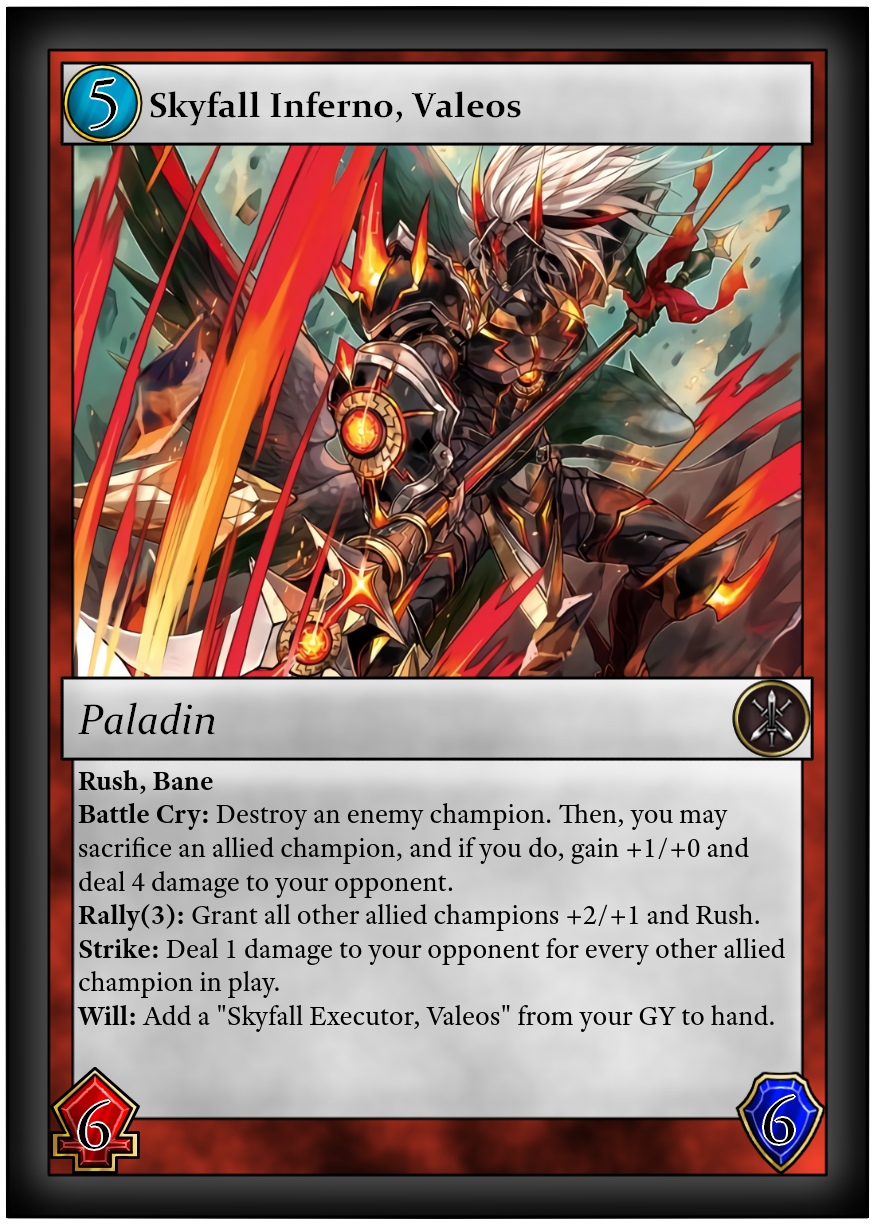 5 Skyfall Inferno, Valeos
Paladin
Rush, Bane
Battle Cry: Destroy an enemy champion. Then, you may
sacrifice an allied champion, and if you do, gain +1/+0 and
deal 4 damage to your opponent.
Rally(3): Grant all other allied champions +2/+1 and Rush.
Strike: Deal 1 damage to your opponent for every other allied
champion in play.
Will: Add a "Skyfall Executor, Valeos" from your GY to hand.
6 6